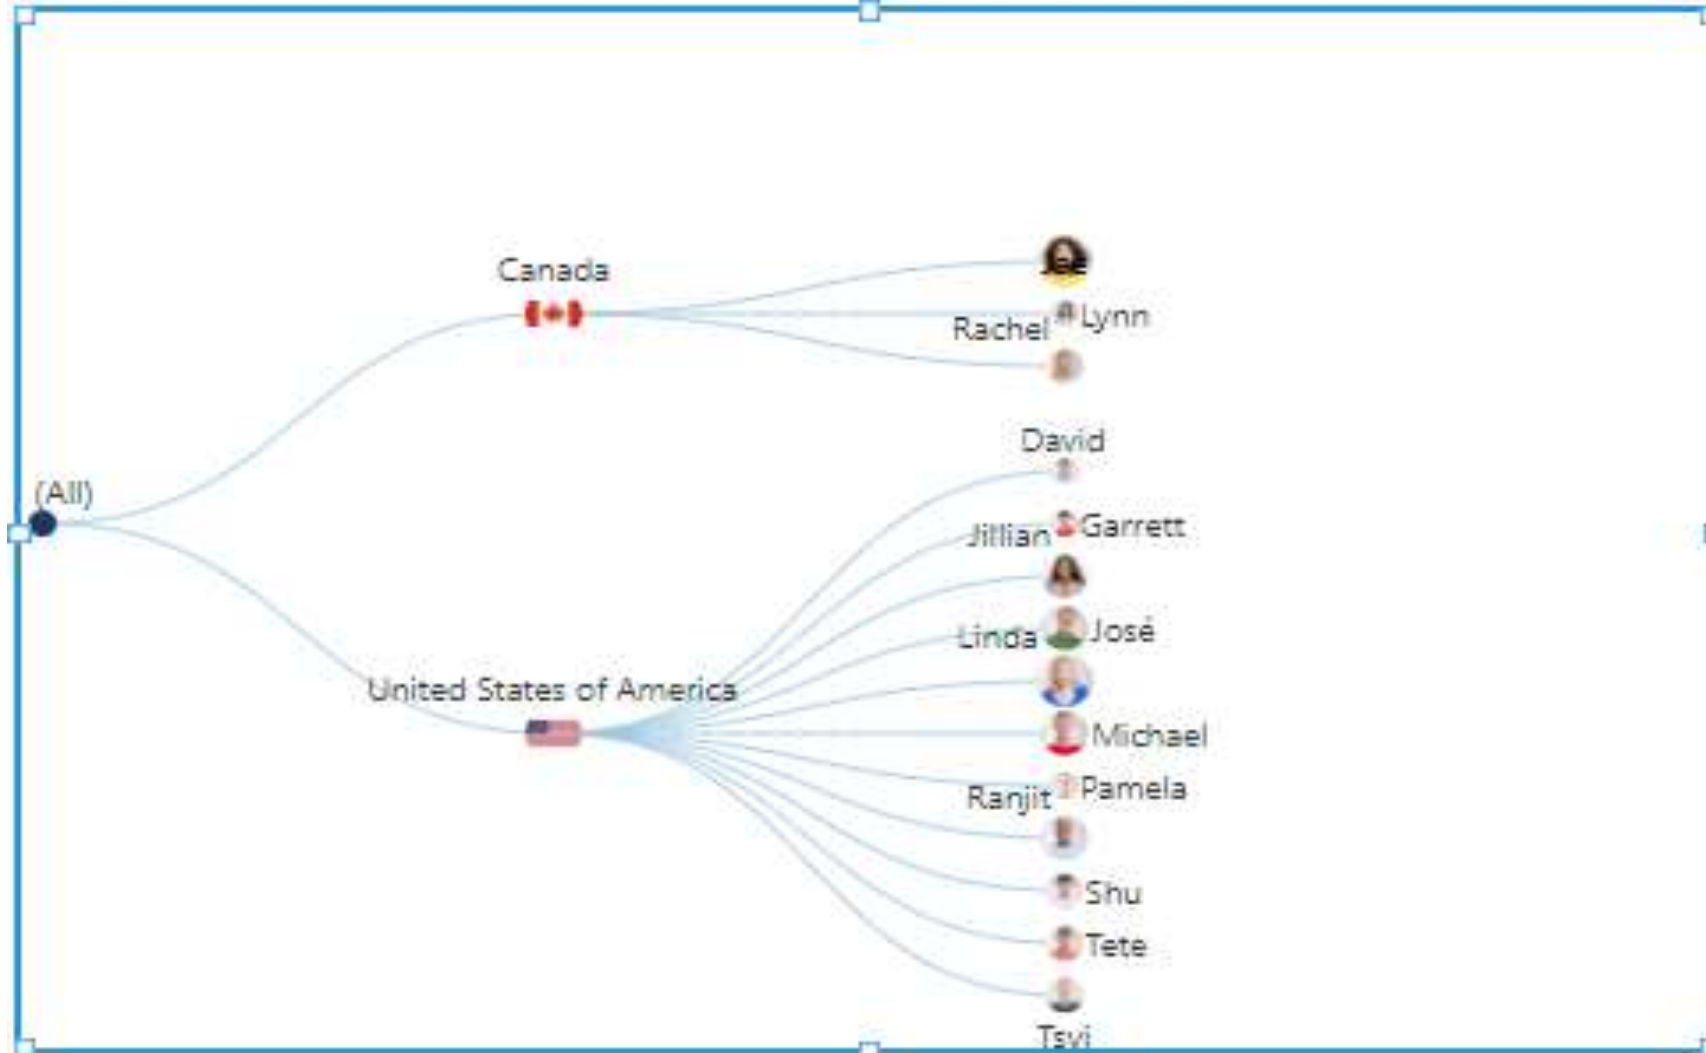 Canada
Lynn
Rachel
David
(All)
Garrett
Jillian
José
Linda
United States of America
Michael
Pamela
Ranjit
Shu
Tete
Tsvi